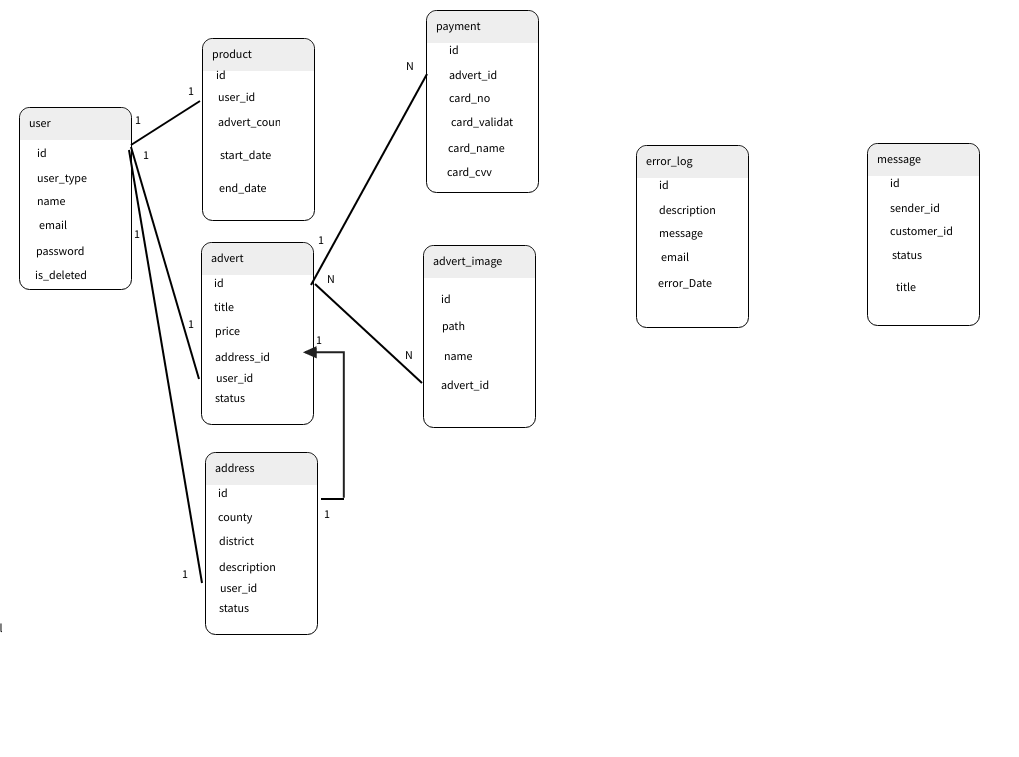 payment
id
N
advert_id
card_no
card_validat
card_name
card_cvv
product
id
user_id
advert_coun
start_date
end_date
1
1
1
1
user
id
user_type
name
email
password
is_deleted
error_log
id
description
message
email
error_Date
message
id
sender_id
customer_id
status
title
advert
id
title
price
address_id
user_id
status
1
N
1
1
N
advert_image
id
path
name
advert_id
address
id
county
district
description
user_id
status
1
1
l